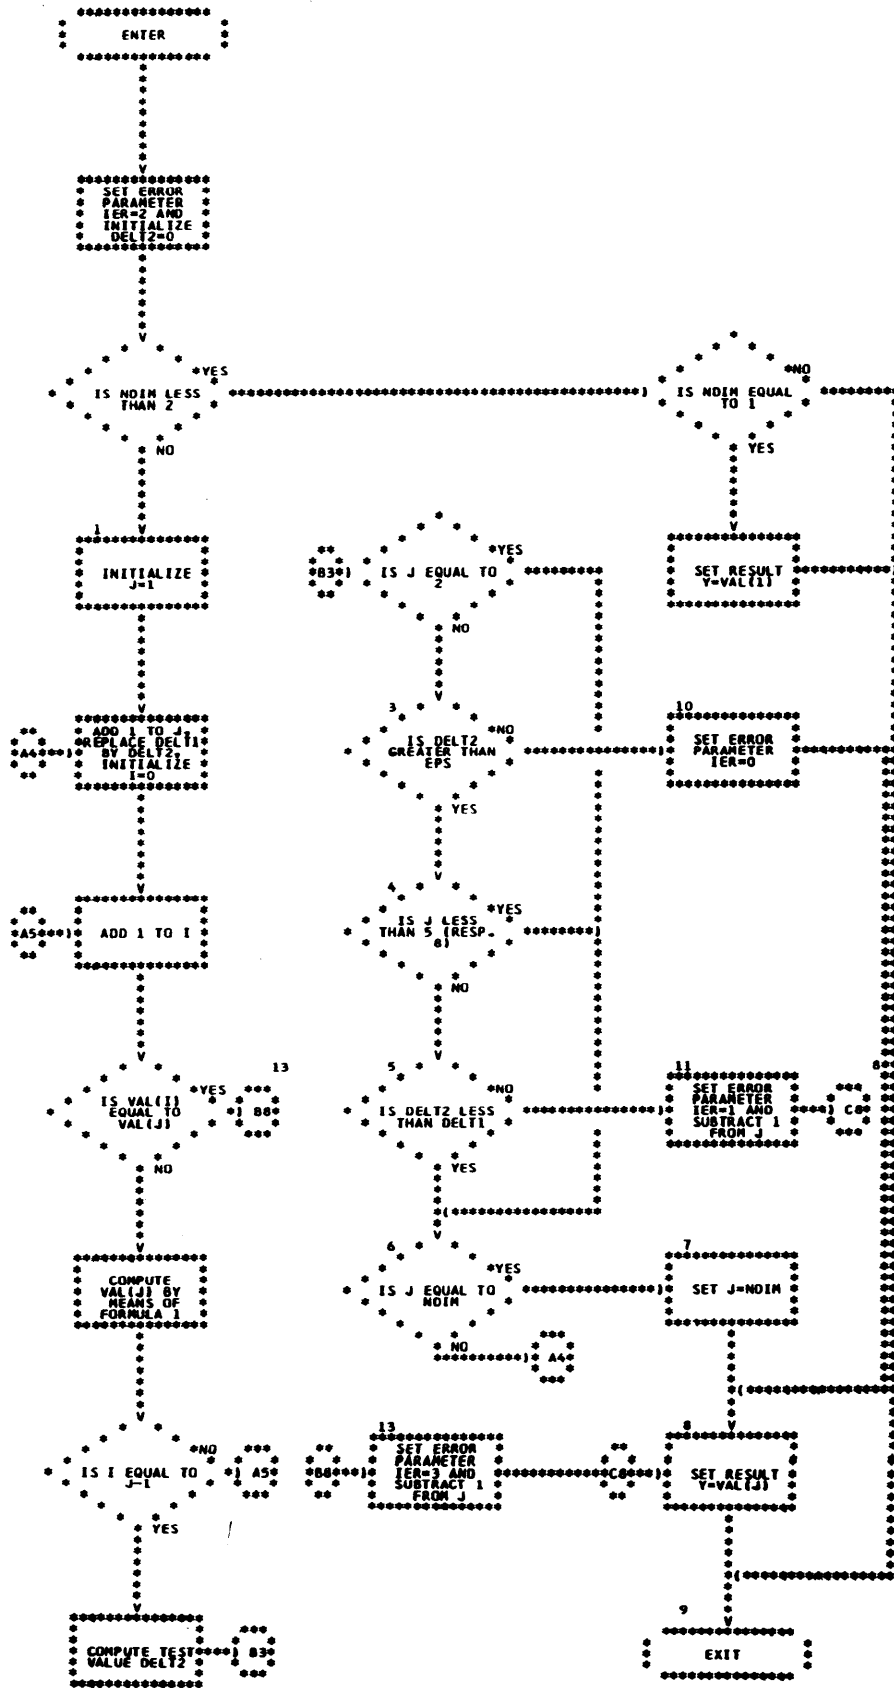 ENTER
SET ERROR
PARAMETER
IER=2 AND
INITIALIZE
DELT2=0
YES
IS NDIM LESS
THAN 2
NO
NO
IS NDIM EQUAL
TO 1
YES
1
INITIALIZE
J=1
B3
YES
IS J EQUAL TO
2
NO
SET RESULT
Y=VAL(1)
A4
ADD 1 TO J,
REPLACE DELT1
BY DELT2,
INITIALIZE
I=0
3
NO
IS DELT2
GREATER THAN
EPS
YES
10
SET ERROR
PARAMETER
IER=0
A5
ADD 1 TO I
4
YES
IS J LESS
THAN 5 (RESP.
8)
NO
YES
IS VAL(I)
EQUAL TO
VAL(J)
NO
13
B8
5
NO
IS DELT2 LESS
THAN DELT1
YES
11
SET ERROR
PARAMETER
IER=1 AND
SUBTRACT 1
FROM J
8
C8
COMPUTE
VAL(J) BY
MEANS OF
FORMULA 1
6
YES
IS J EQUAL TO
NDIM
NO
A4
7
SET J=NDIM
NO
IS I EQUAL TO
J-1
YES
A5
B8
13
SET ERROR
PARAMETER
IER=3 AND
SUBTRACT 1
FROM J
C8
8
SET RESULT
Y=VAL(J)
COMPUTE TEST
VALUE DELT2
B3
9
EXIT